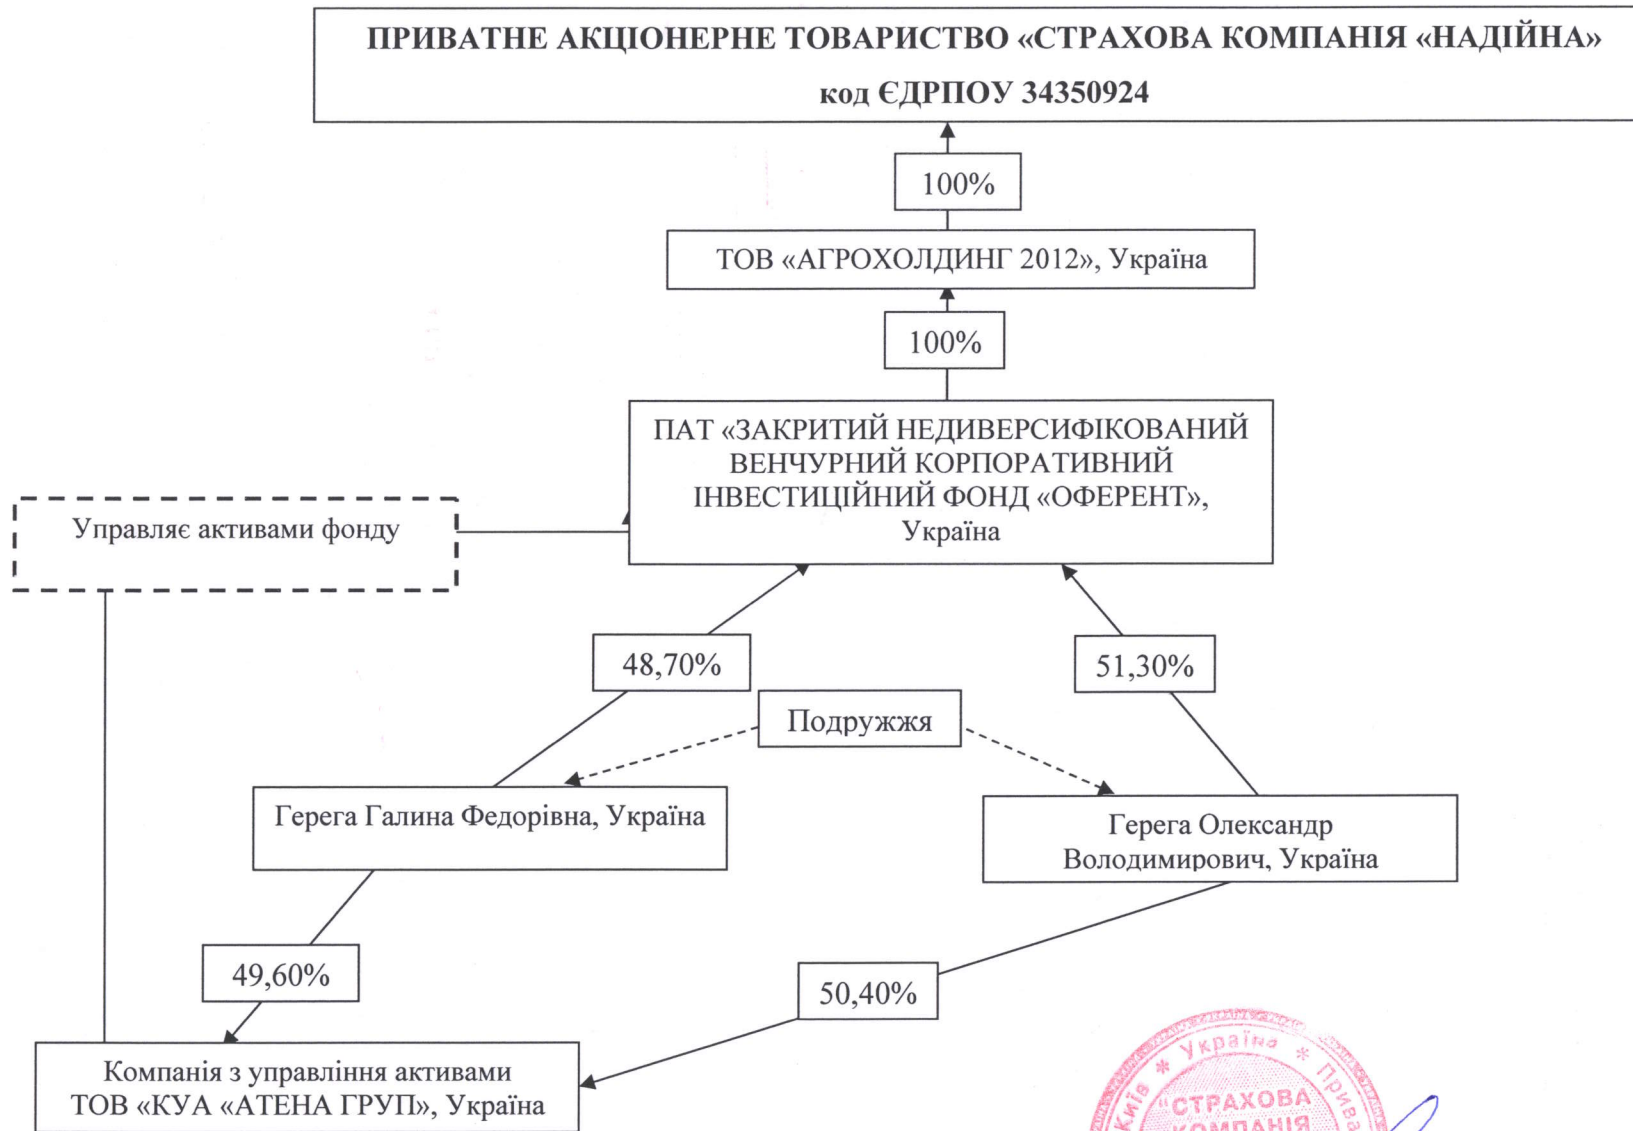 ПРИВАТНЕ АКЦІОНЕРНЕ ТОВАРИСТВО «СТРАХОВА КОМПАНІЯ «НАДІЙНА»
код ЄДРПОУ 34350924
100%
ТОВ «АГРОХОЛДИНГ 2012», Україна
100%
ПАТ «ЗАКРИТИЙ НЕДИВЕРСИФІКОВАНИЙ
ВЕНЧУРНИЙ КОРПОРАТИВНИЙ
ІНВЕСТИЦІЙНИЙ ФОНД «ОФЕРЕНТ»,
Україна
Управляє активами фонду
48,70%
51,30%
Подружжя
Герега Галина Федорівна, Україна
Герега Олександр
Володимирович, Україна
49,60%
50,40%
Компанія з управління активами
ТОВ «КУА «АТЕНА ГРУП», Україна
Київ * Україна *
"СТРАХОВА
КОМПАНІЯ